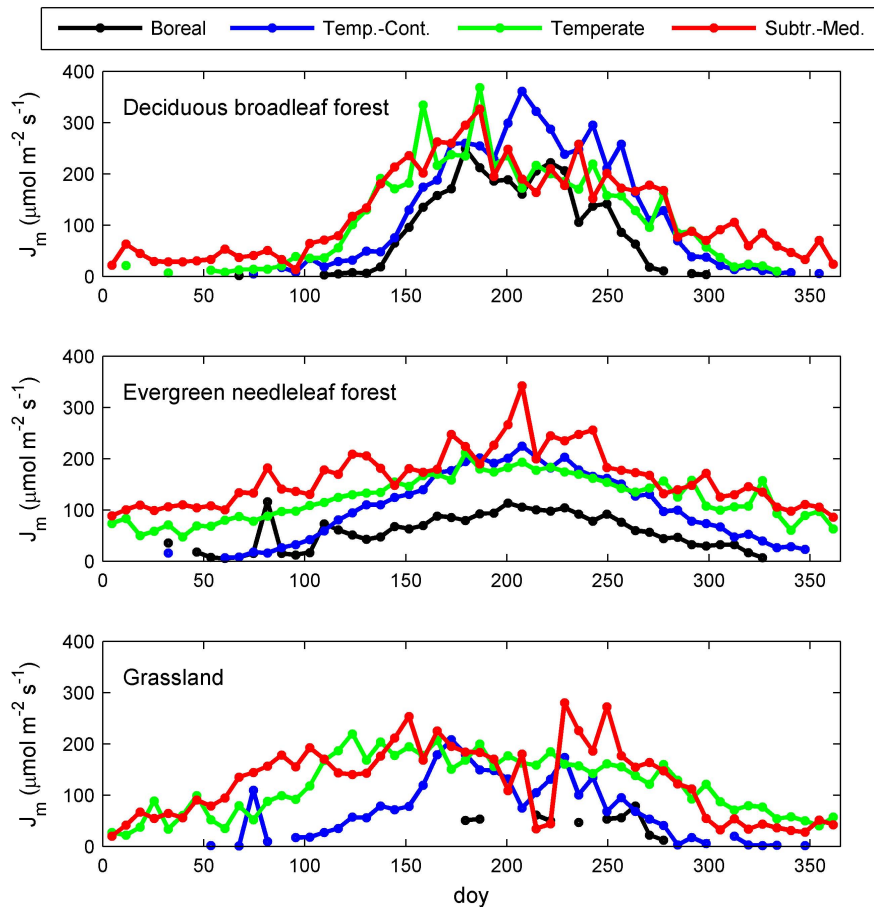 Boreal Temp.-Cont. Temperate Subtr.-Med.
400
300
200
100
0
J_m (μmol m⁻² s⁻¹)
Deciduous broadleaf forest
0 50 100 150 200 250 300 350
400
300
200
100
0
J_m (μmol m⁻² s⁻¹)
Evergreen needleleaf forest
0 50 100 150 200 250 300 350
400
300
200
100
0
J_m (μmol m⁻² s⁻¹)
Grassland
0 50 100 150 200 250 300 350
doy